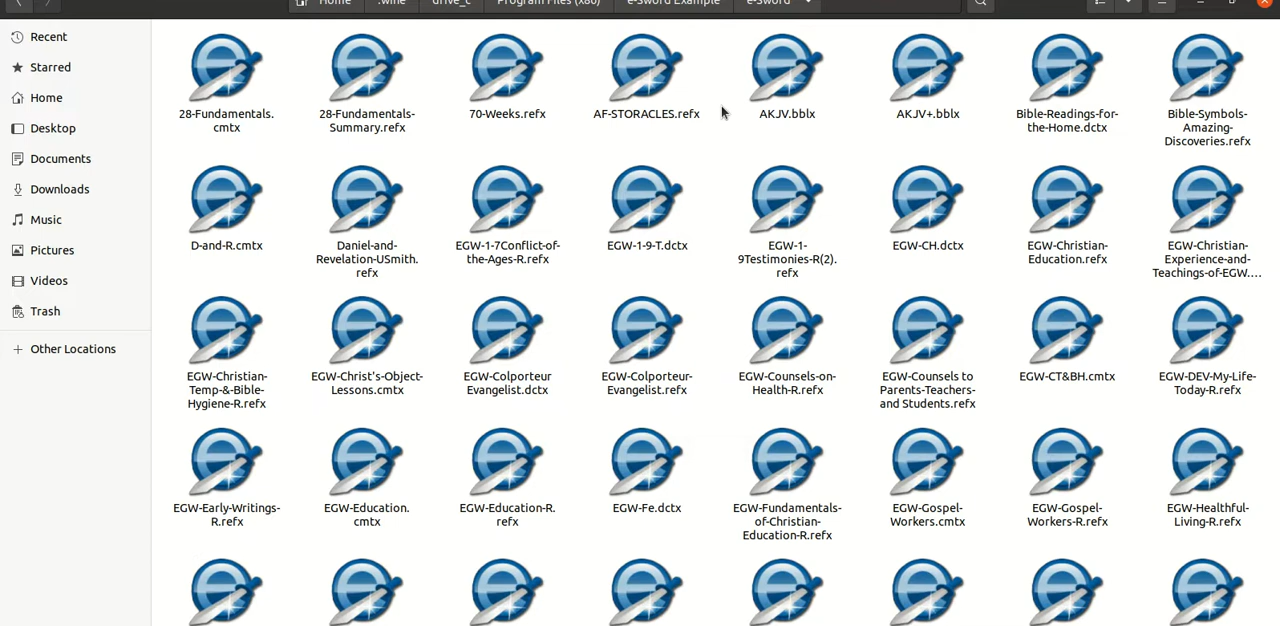 Home .wine drive_c Program Files (x86) e-Sword Example e-Sword
Recent
Starred
Home
Desktop
Documents
Downloads
Music
Pictures
Videos
Trash
Other Locations
28-Fundamentals.
cmtx
28-Fundamentals-
Summary.refx
70-Weeks.refx
AF-STORACLES.refx
AKJV.bblx
AKJV+.bblx
Bible-Readings-for-
the-Home.dctx
Bible-Symbols-
Amazing-
Discoveries.refx
D-and-R.cmtx
Daniel-and-
Revelation-USmith.
refx
EGW-1-7Conflict-of-
the-Ages-R.refx
EGW-1-9-T.dctx
EGW-1-
9Testimonies-R(2).
refx
EGW-CH.dctx
EGW-Christian-
Education.refx
EGW-Christian-
Experience-and-
Teachings-of-EGW.…
EGW-Christian-
Temp-&-Bible-
Hygiene-R.refx
EGW-Christ's-Object-
Lessons.cmtx
EGW-Colporteur
Evangelist.dctx
EGW-Colporteur-
Evangelist.refx
EGW-Counsels-on-
Health-R.refx
EGW-Counsels to
Parents-Teachers-
and Students.refx
EGW-CT&BH.cmtx
EGW-DEV-My-Life-
Today-R.refx
EGW-Early-Writings-
R.refx
EGW-Education.
cmtx
EGW-Education-R.
refx
EGW-Fe.dctx
EGW-Fundamentals-
of-Christian-
Education-R.refx
EGW-Gospel-
Workers.cmtx
EGW-Gospel-
Workers-R.refx
EGW-Healthful-
Living-R.refx